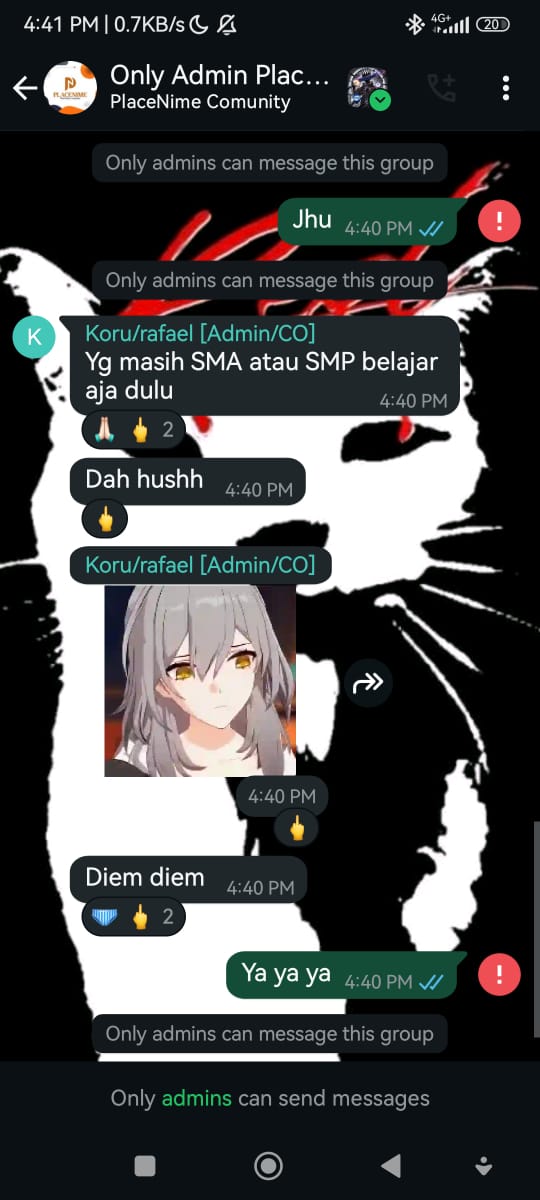 4:41 PM | 0.7KB/s
4G+
20
Only Admin Plac...
PlaceNime Comunity
PLACENIME
Only admins can message this group
Jhu 4:40 PM
Only admins can message this group
K
Koru/rafael [Admin/CO]
Yg masih SMA atau SMP belajar
aja dulu 4:40 PM
🙏🏻 🖕 2
Dah hushh 4:40 PM
🖕
Koru/rafael [Admin/CO]
4:40 PM
🖕
Diem diem 4:40 PM
🩲 🖕 2
Ya ya ya 4:40 PM
Only admins can message this group
Only admins can send messages